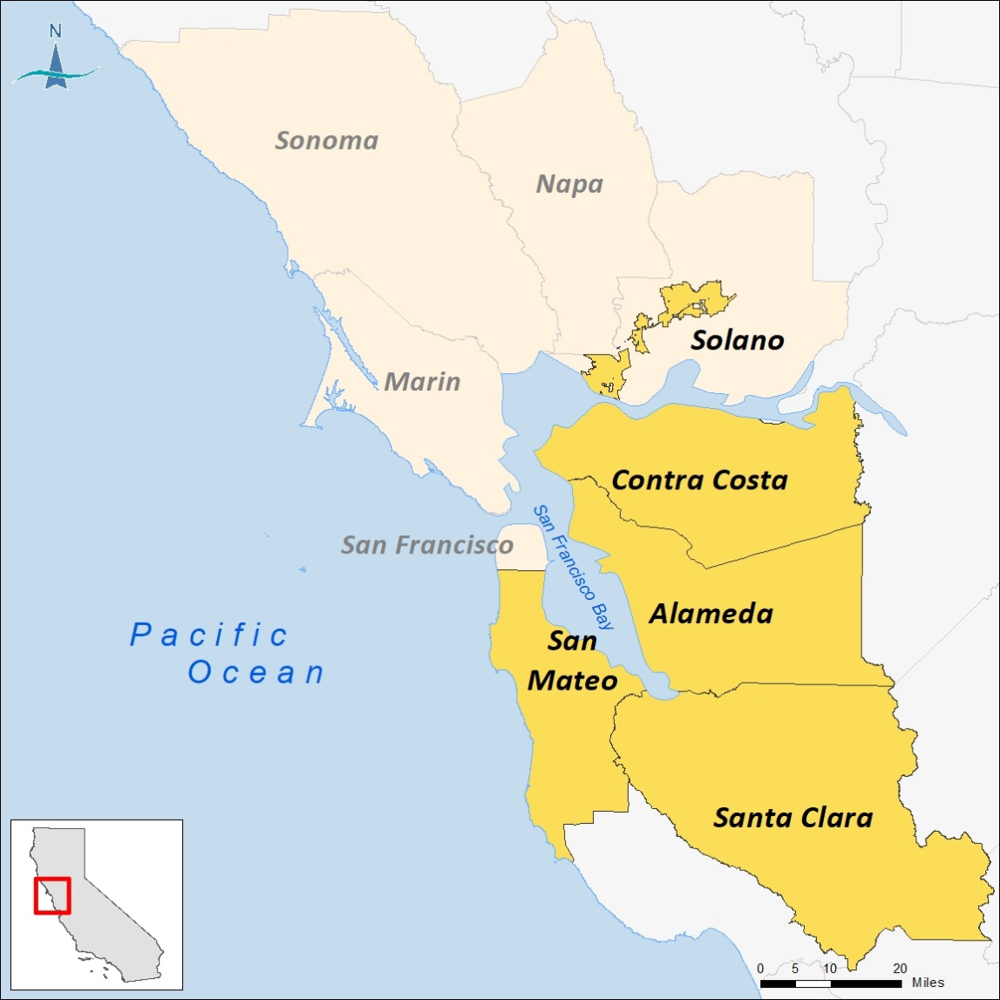 N
Sonoma
Napa
Solano
Marin
Contra Costa
San Francisco
San Francisco Bay
Alameda
Pacific
Ocean
San
Mateo
Santa Clara
0 5 10 20
Miles